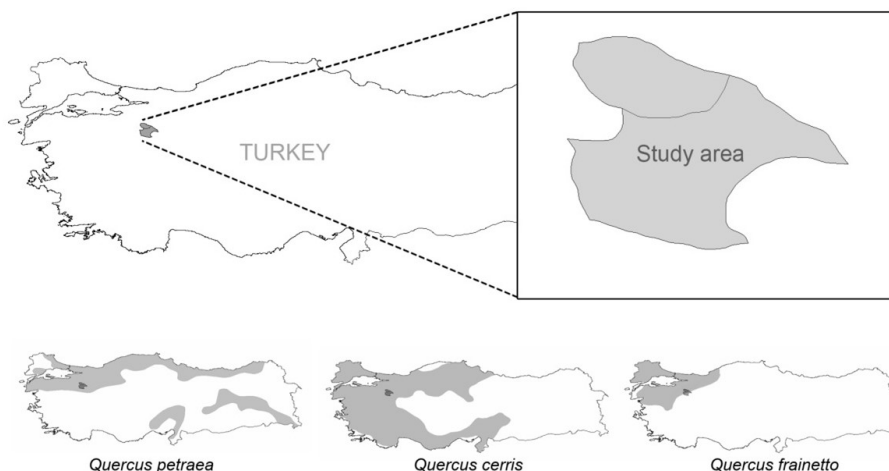 TURKEY
Study area
Quercus petraea
Quercus cerris
Quercus frainetto